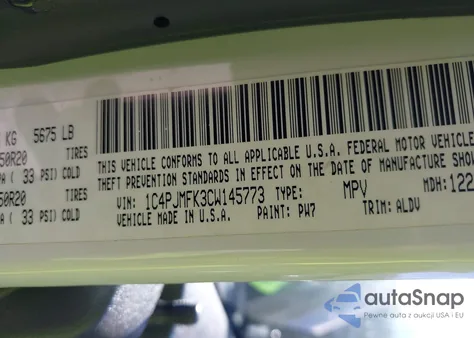 KG 5675 LB
50R20 TIRES
PA ( 33 PSI) COLD
50R20 TIRES
( 33 PSI) COLD
THIS VEHICLE CONFORMS TO ALL APPLICABLE U.S.A. FEDERAL MOTOR VEHICLE
THEFT PREVENTION STANDARDS IN EFFECT ON THE DATE OF MANUFACTURE SHOW
VIN: 1C4PJMFK3CW145773 TYPE: MPV MDH: 122
VEHICLE MADE IN U.S.A. PAINT: PW7 TRIM: ALDV
autoSnap
Pewne auta z aukcji USA i EU